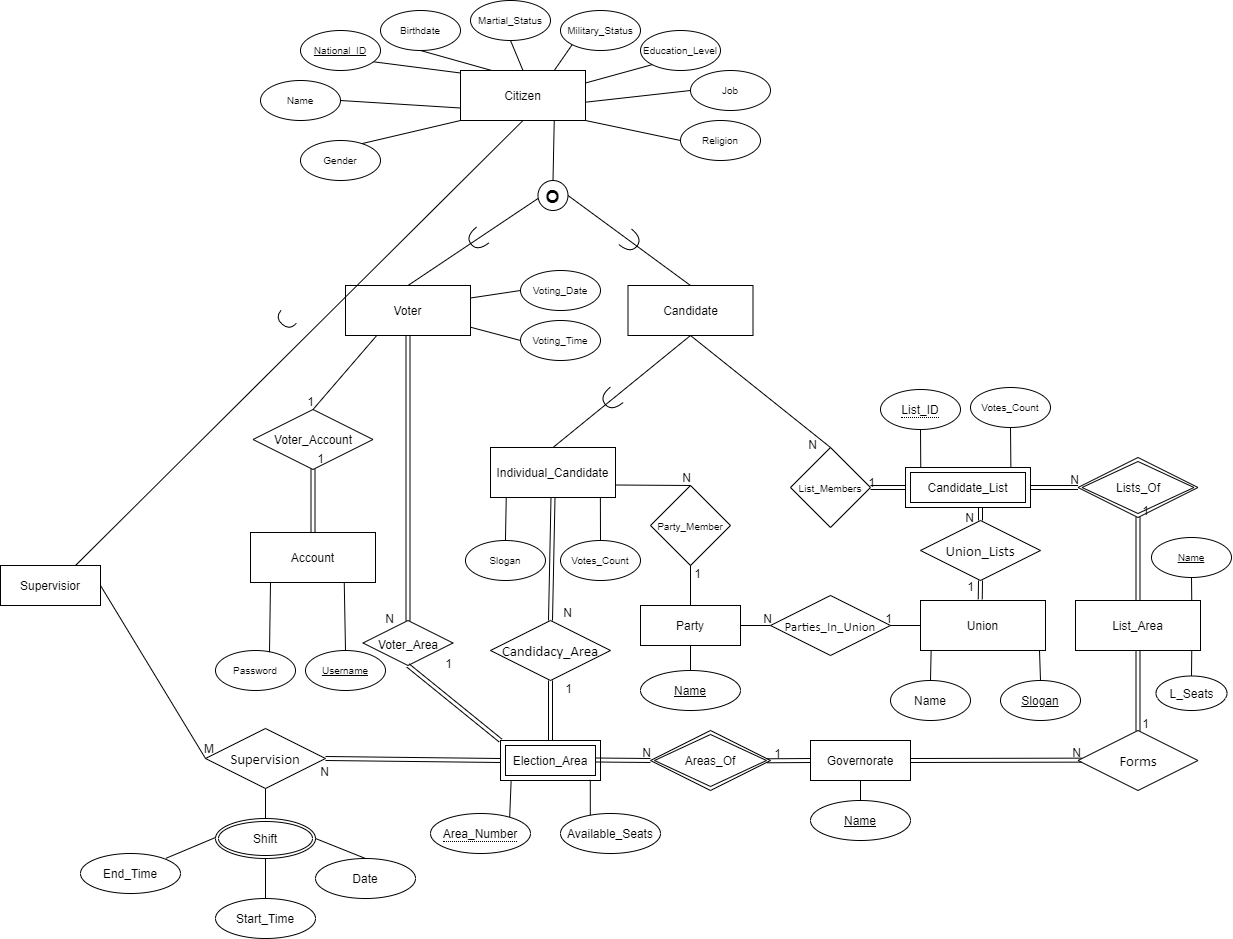 Martial_Status
Birthdate
Military_Status
National_ID
Education_Level
Citizen
Job
Name
Religion
Gender
O
Voting_Date
Voter
Candidate
Voting_Time
1
List_ID
Votes_Count
Voter_Account
1
N
Individual_Candidate
N
List_Members
1
Candidate_List
N
Lists_Of
1
N
Party_Member
Union_Lists
Account
Slogan
Votes_Count
Name
1
1
Supervisior
N
N
Party
N
Parties_In_Union
1
Union
List_Area
Voter_Area
1
Candidacy_Area
1
Password
Username
Name
Name
Slogan
L_Seats
1
M
Supervision
N
Election_Area
N
Areas_Of
1
Governorate
N
Forms
Area_Number
Available_Seats
Name
Shift
End_Time
Date
Start_Time